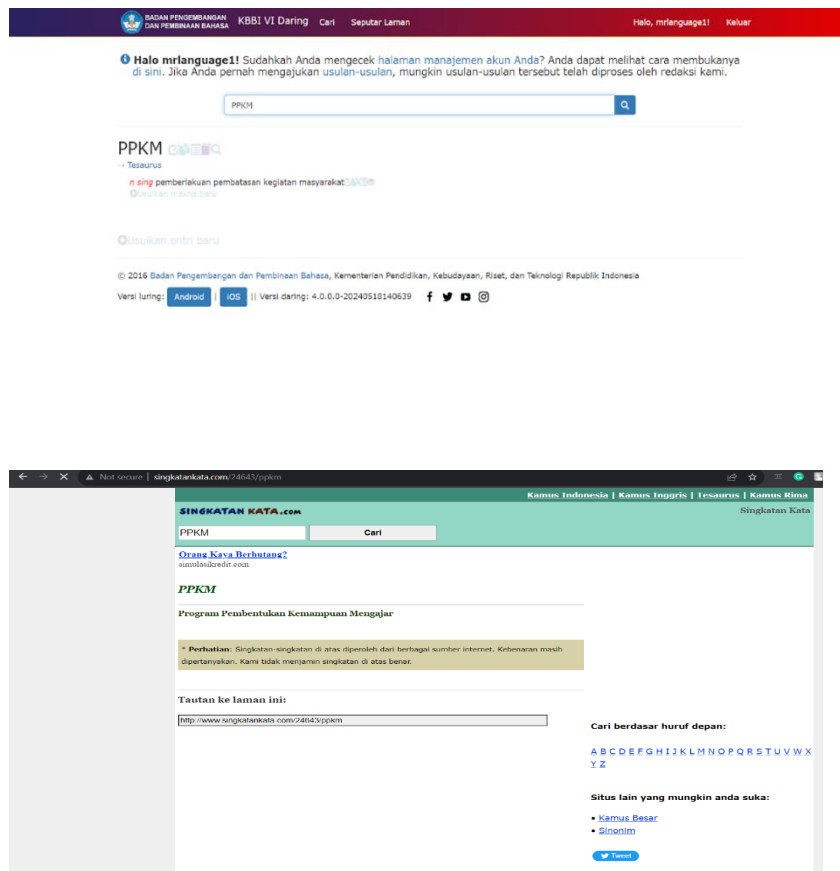 BADAN PENGEMBANGAN
DAN PEMBINAAN BAHASA
KBBI VI Daring Cari Seputar Laman Halo, mrlanguage1! Keluar
Halo mrlanguage1! Sudahkah Anda mengecek halaman manajemen akun Anda? Anda dapat melihat cara membukanya
di sini. Jika Anda pernah mengajukan usulan-usulan, mungkin usulan-usulan tersebut telah diproses oleh redaksi kami.
PPKM
PPKM
→ Tesaurus
n sing pemberlakuan pembatasan kegiatan masyarakat
Usulkan makna baru
Usulkan entri baru
© 2016 Badan Pengembangan dan Pembinaan Bahasa, Kementerian Pendidikan, Kebudayaan, Riset, dan Teknologi Republik Indonesia
Versi luring: Android | iOS || Versi daring: 4.0.0.0-20240518140639
Not secure | singkatankata.com/24643/ppkm
Kamus Indonesia | Kamus Inggris | Tesaurus | Kamus Rima
SINGKATAN KATA.COM Singkatan Kata
PPKM Cari
Orang Kaya Berhutang?
simulasikredit.com
PPKM
Program Pembentukan Kemampuan Mengajar
* Perhatian: Singkatan-singkatan di atas diperoleh dari berbagai sumber internet. Kebenaran masih
dipertanyakan. Kami tidak menjamin singkatan di atas benar.
Tautan ke laman ini:
http://www.singkatankata.com/24643/ppkm
Cari berdasar huruf depan:
A B C D E F G H I J K L M N O P Q R S T U V W X
Y Z
Situs lain yang mungkin anda suka:
• Kamus Besar
• Sinonim
Tweet